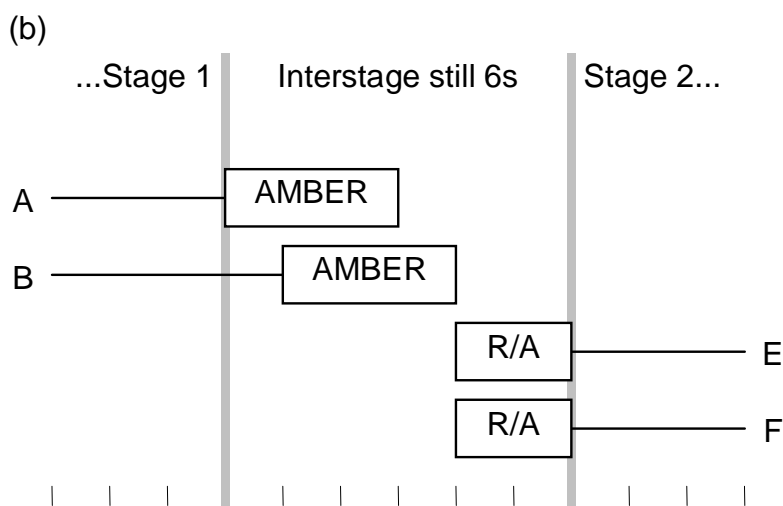 (b)
...Stage 1 Interstage still 6s Stage 2...
A AMBER
B AMBER
R/A E
R/A F